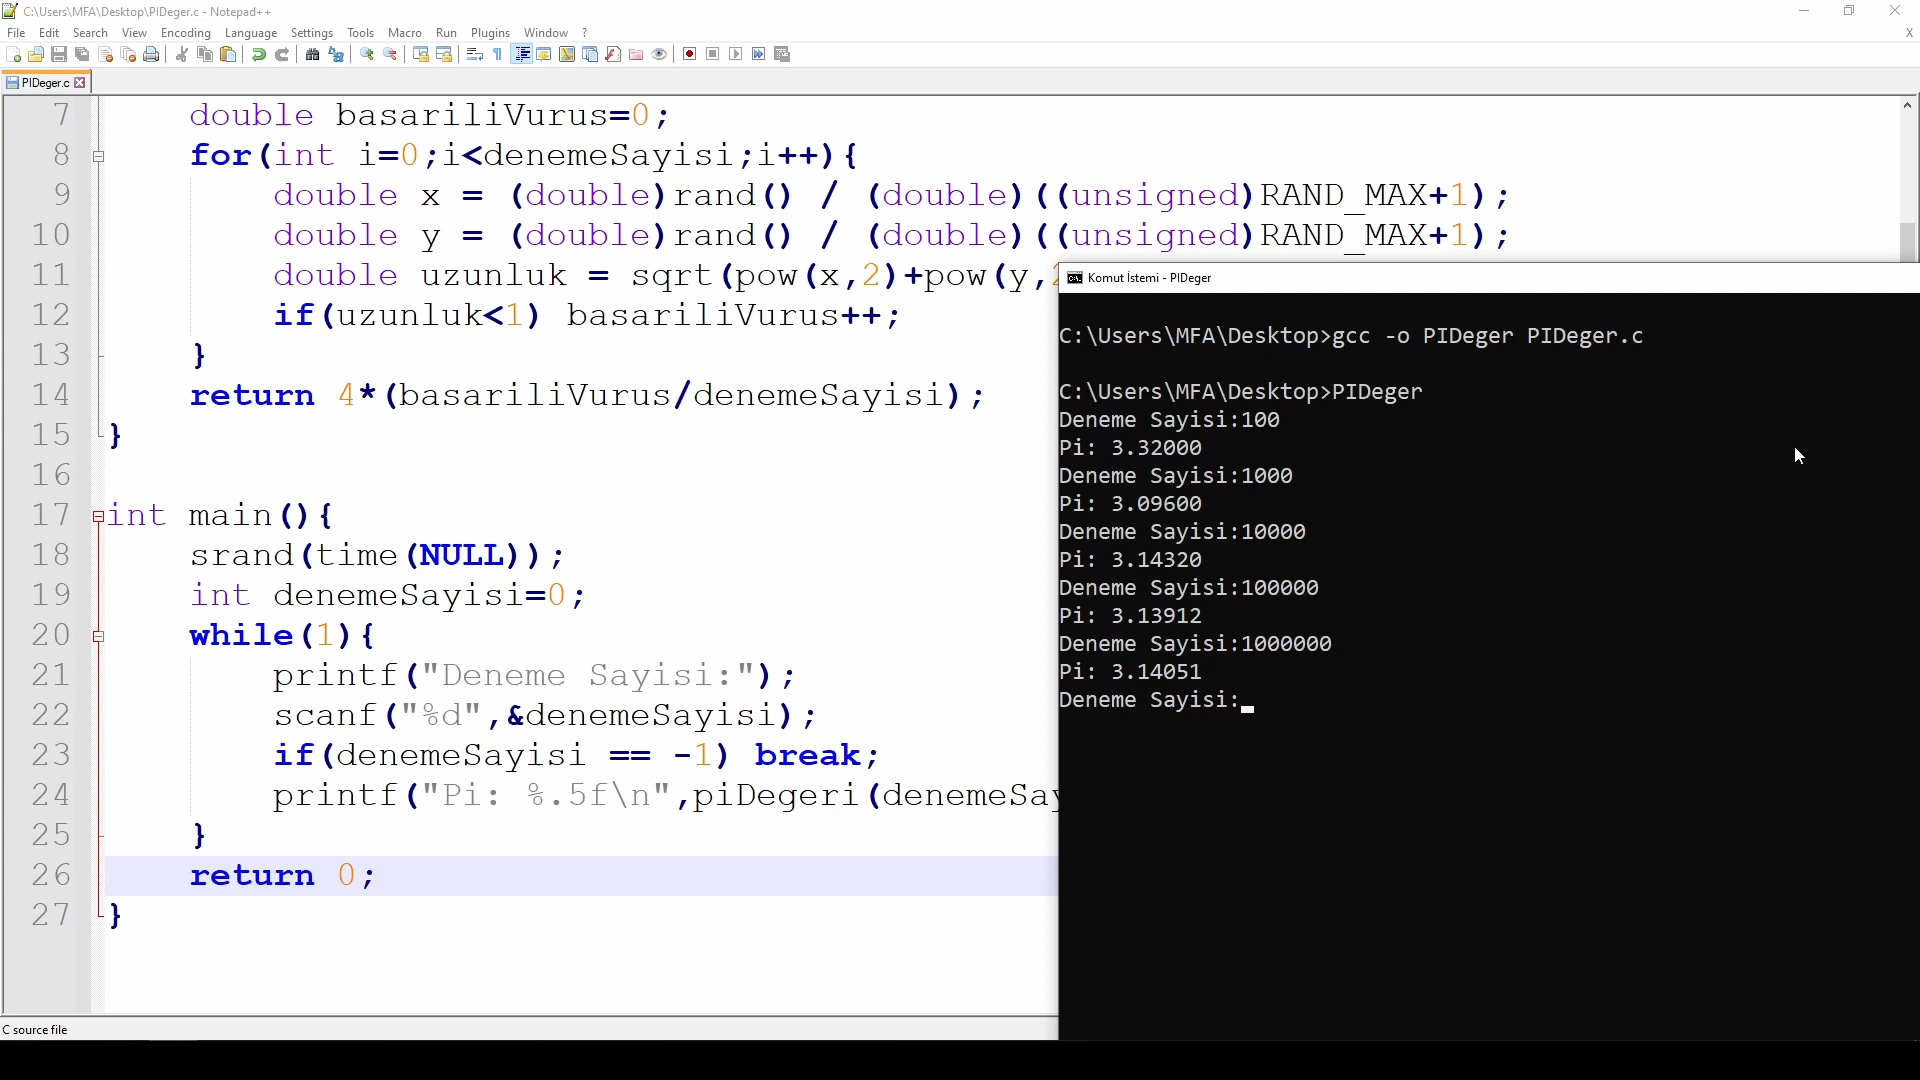 C:\Users\MFA\Desktop\PIDeger.c - Notepad++
File Edit Search View Encoding Language Settings Tools Macro Run Plugins Window ? X
PIDeger.c
7 double basariliVurus=0;
8 for(int i=0;i<denemeSayisi;i++){
9 double x = (double)rand() / (double)((unsigned)RAND_MAX+1);
10 double y = (double)rand() / (double)((unsigned)RAND_MAX+1);
11 double uzunluk = sqrt(pow(x,2)+pow(y,2
12 if(uzunluk<1) basariliVurus++;
13 }
14 return 4*(basariliVurus/denemeSayisi);
15 }
16
17 int main(){
18 srand(time(NULL));
19 int denemeSayisi=0;
20 while(1){
21 printf("Deneme Sayisi:");
22 scanf("%d",&denemeSayisi);
23 if(denemeSayisi == -1) break;
24 printf("Pi: %.5f\n",piDegeri(denemeSay
25 }
26 return 0;
27 }
C source file
Komut İstemi - PIDeger
C:\Users\MFA\Desktop>gcc -o PIDeger PIDeger.c
C:\Users\MFA\Desktop>PIDeger
Deneme Sayisi:100
Pi: 3.32000
Deneme Sayisi:1000
Pi: 3.09600
Deneme Sayisi:10000
Pi: 3.14320
Deneme Sayisi:100000
Pi: 3.13912
Deneme Sayisi:1000000
Pi: 3.14051
Deneme Sayisi: